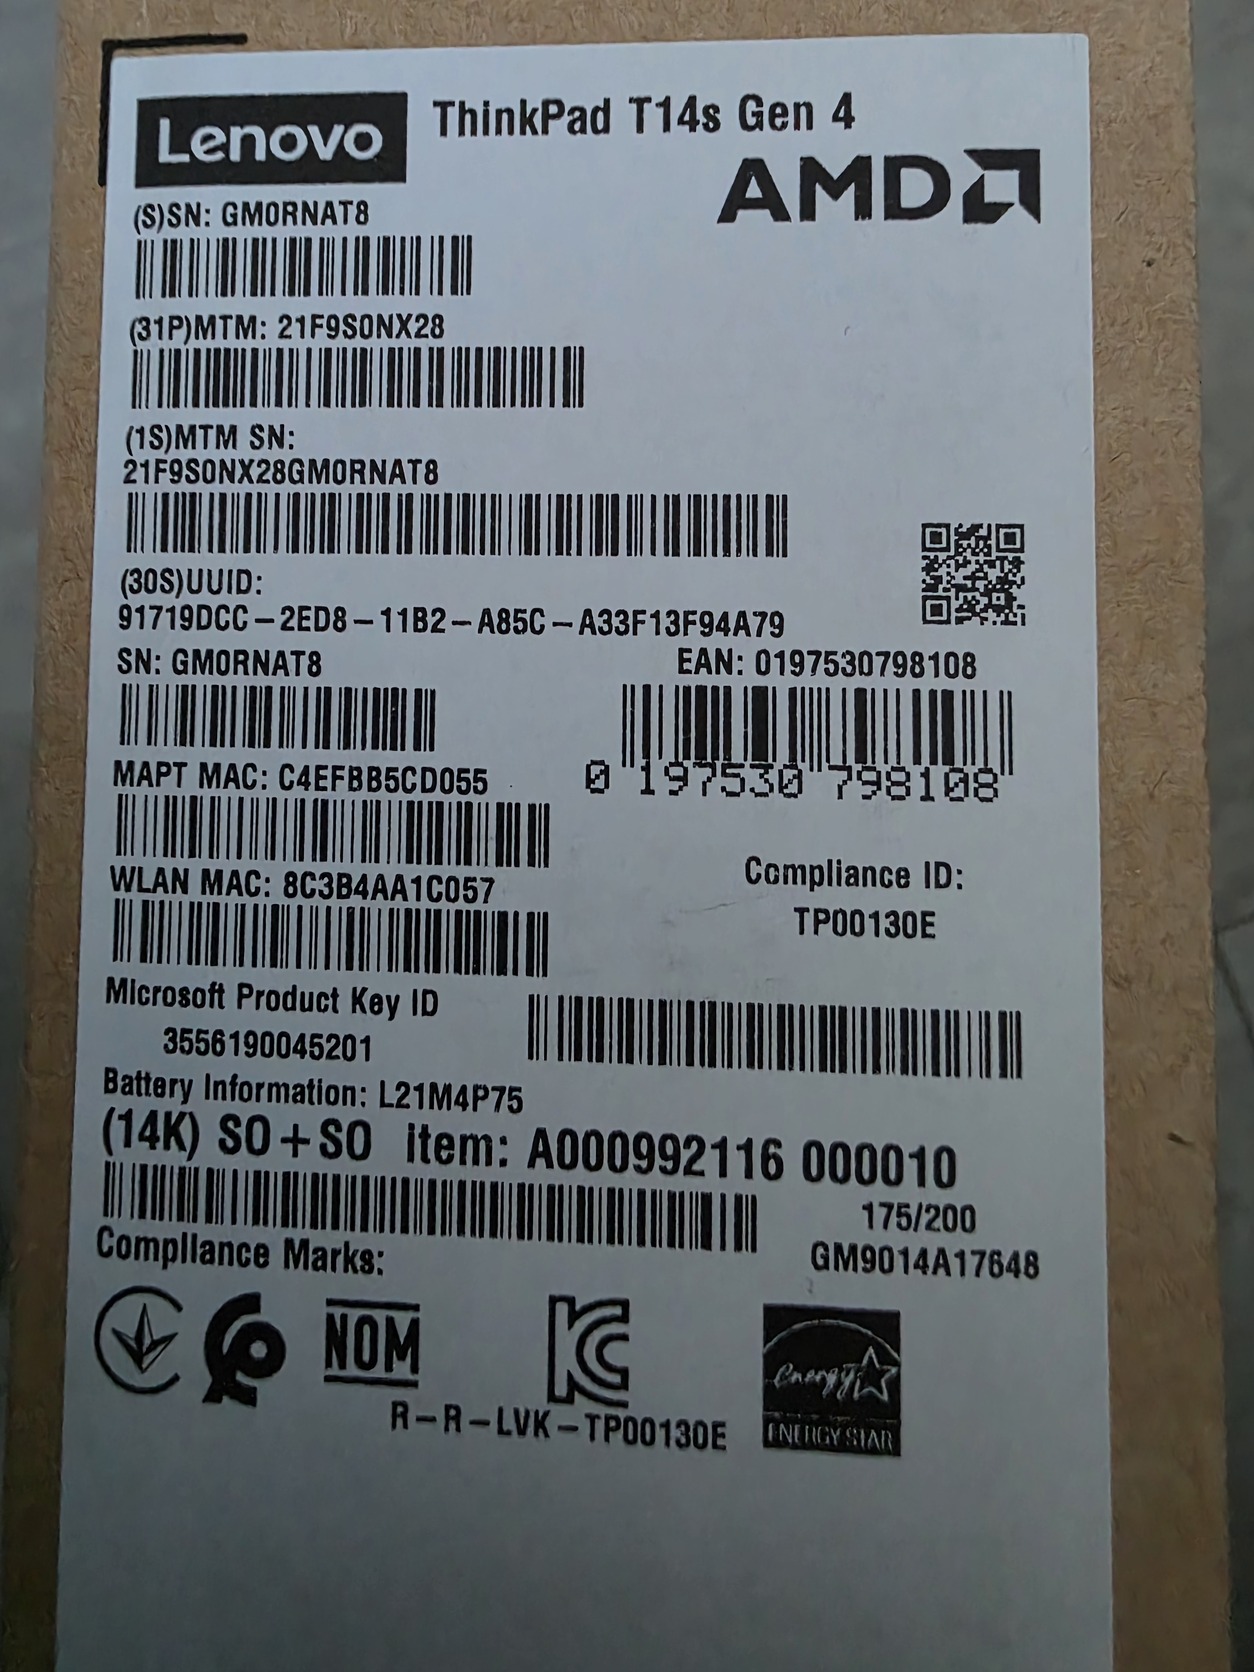 Lenovo ThinkPad T14s Gen 4
AMD
(S)SN: GM0RNAT8
(31P)MTM: 21F9S0NX28
(1S)MTM SN:
21F9S0NX28GM0RNAT8
(30S)UUID:
91719DCC-2ED8-11B2-A85C-A33F13F94A79
SN: GM0RNAT8
EAN: 0197530798108
0 197530 798108
MAPT MAC: C4EFBB5CD055
WLAN MAC: 8C3B4AA1C057
Compliance ID:
TP00130E
Microsoft Product Key ID
3556190045201
Battery Information: L21M4P75
(14K) SO+SO item: A000992116 000010
175/200
GM9014A17648
Compliance Marks:
NOM
KC
R-R-LVK-TP00130E
energy
ENERGY STAR